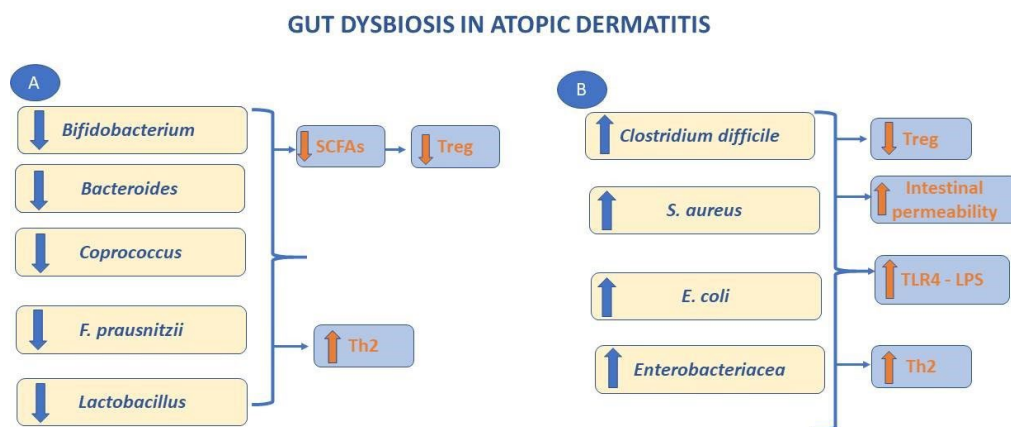 GUT DYSBIOSIS IN ATOPIC DERMATITIS
A
Bifidobacterium
Bacteroides
Coprococcus
F. prausnitzii
Lactobacillus
SCFAs
Treg
Th2
B
Clostridium difficile
S. aureus
E. coli
Enterobacteriacea
Treg
Intestinal
permeability
TLR4 - LPS
Th2